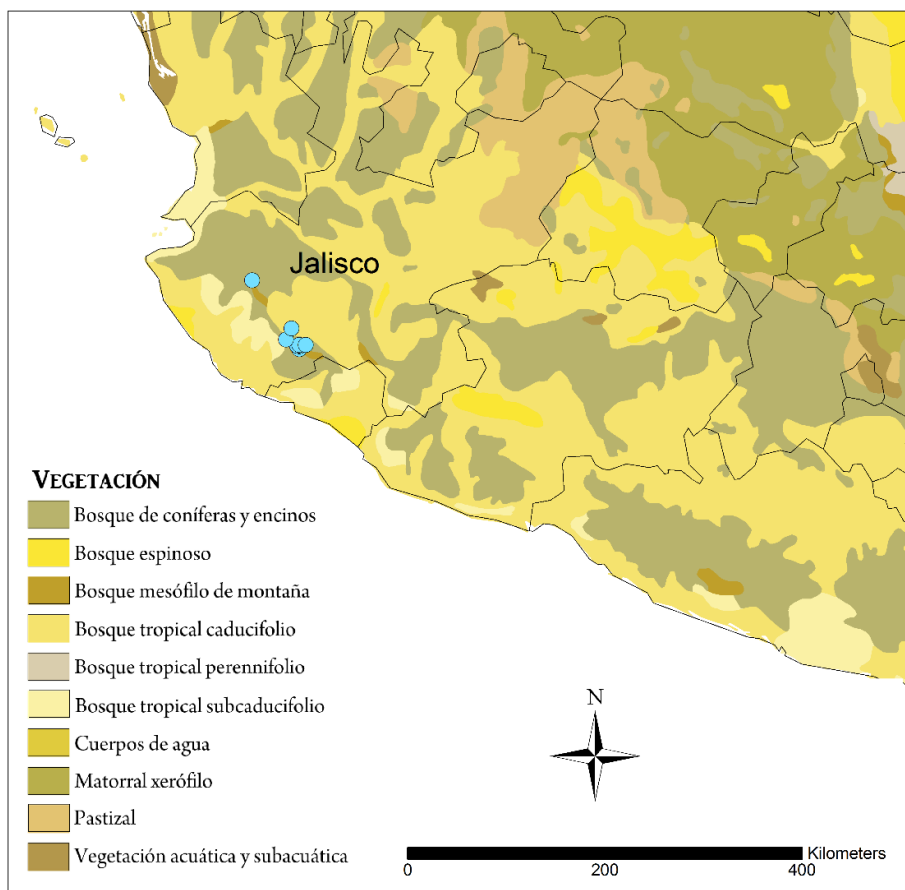 Jalisco
VEGETACIÓN
Bosque de coníferas y encinos
Bosque espinoso
Bosque mesófilo de montaña
Bosque tropical caducifolio
Bosque tropical perennifolio
Bosque tropical subcaducifolio
Cuerpos de agua
Matorral xerófilo
Pastizal
Vegetación acuática y subacuática
N
Kilometers
0 200 400